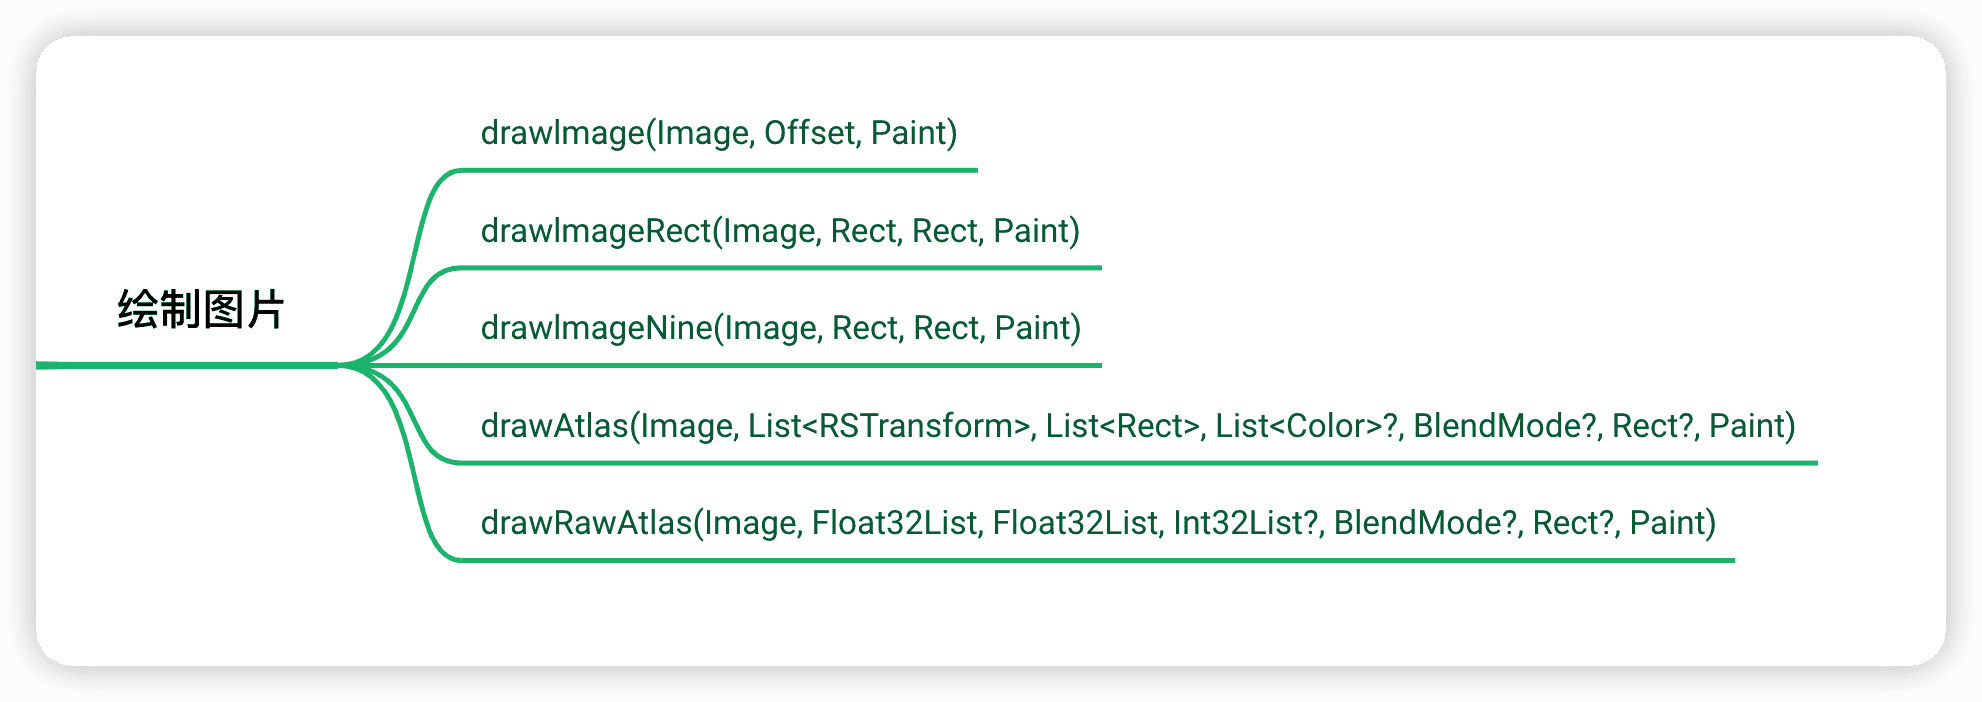 drawImage(Image, Offset, Paint)
drawImageRect(Image, Rect, Rect, Paint)
绘制图片
drawImageNine(Image, Rect, Rect, Paint)
drawAtlas(Image, List<RSTransform>, List<Rect>, List<Color>?, BlendMode?, Rect?, Paint)
drawRawAtlas(Image, Float32List, Float32List, Int32List?, BlendMode?, Rect?, Paint)